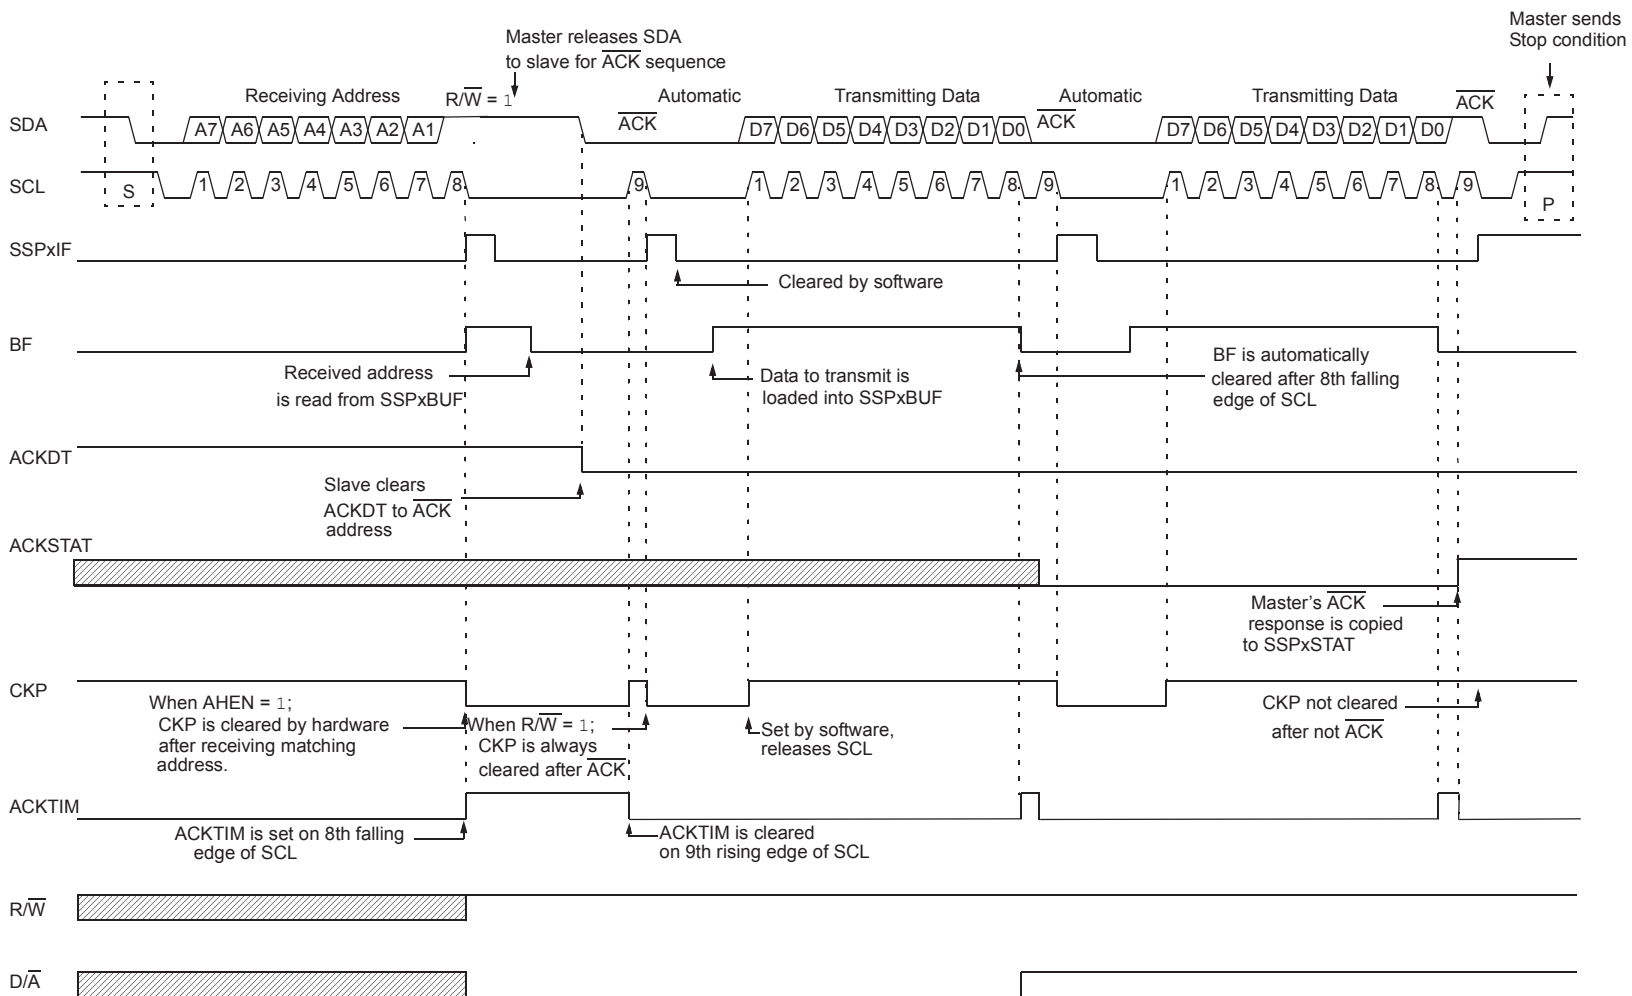 Master sends
Stop condition
Master releases SDA
to slave for A̅C̅K̅ sequence
Receiving Address
R/W̅ = 1
A̅C̅K̅
Automatic
Transmitting Data
A̅C̅K̅
Automatic
Transmitting Data
A̅C̅K̅
SDA
A7 A6 A5 A4 A3 A2 A1
D7 D6 D5 D4 D3 D2 D1 D0
D7 D6 D5 D4 D3 D2 D1 D0
SCL
S
1 2 3 4 5 6 7 8 9
1 2 3 4 5 6 7 8 9
1 2 3 4 5 6 7 8 9
P
SSPxIF
Cleared by software
BF
Received address
is read from SSPxBUF
Data to transmit is
loaded into SSPxBUF
BF is automatically
cleared after 8th falling
edge of SCL
ACKDT
Slave clears
ACKDT to A̅C̅K̅
address
ACKSTAT
Master's A̅C̅K̅
response is copied
to SSPxSTAT
CKP
When AHEN = 1;
CKP is cleared by hardware
after receiving matching
address.
When R/W̅ = 1;
CKP is always
cleared after A̅C̅K̅
Set by software,
releases SCL
CKP not cleared
after not A̅C̅K̅
ACKTIM
ACKTIM is set on 8th falling
edge of SCL
ACKTIM is cleared
on 9th rising edge of SCL
R/W̅
D/A̅